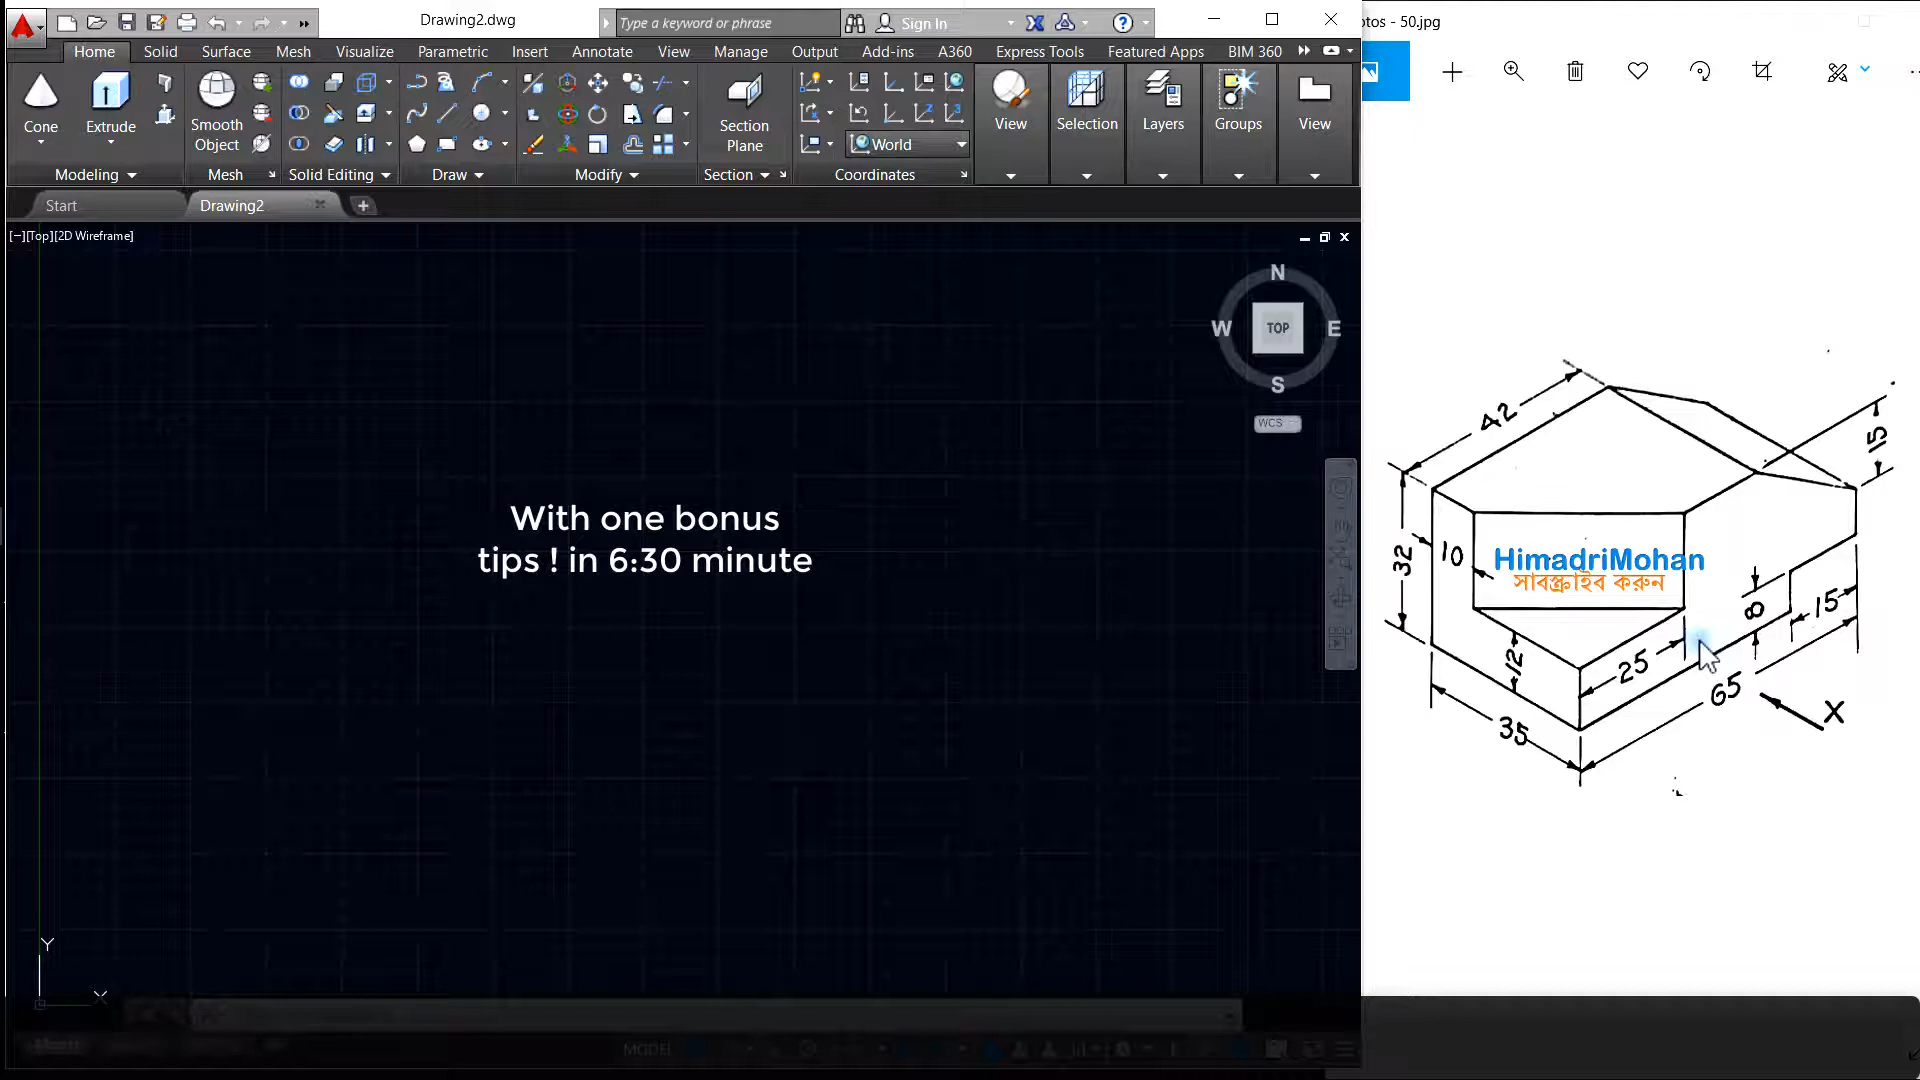 Drawing2.dwg
Type a keyword or phrase
Sign In
Photos - 50.jpg
Home Solid Surface Mesh Visualize Parametric Insert Annotate View Manage Output Add-ins A360 Express Tools Featured Apps BIM 360
Cone
Extrude
Smooth
Object
Section
Plane
World
View
Selection
Layers
Groups
View
Modeling
Mesh
Solid Editing
Draw
Modify
Section
Coordinates
Start
Drawing2
[−][Top][2D Wireframe]
N
W
TOP
E
S
WCS
With one bonus
tips ! in 6:30 minute
42
15
32
10
HimadriMohan
সাবস্ক্রাইব করুন
8
15
12
25
65
35
X
Y
X
MODEL